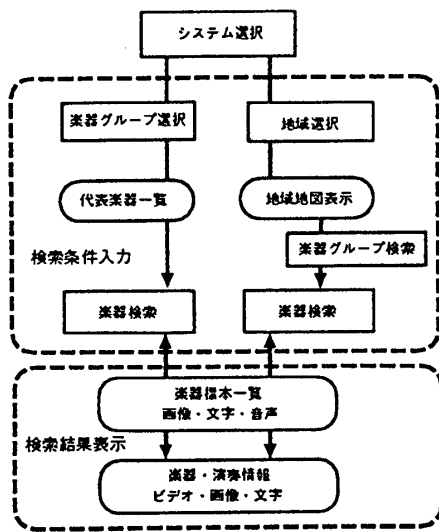 システム選択
楽器グループ選択
地域選択
代表楽器一覧
地域地図表示
検索条件入力
楽器グループ検索
楽器検索
楽器検索
楽器標本一覧
画像・文字・音声
検索結果表示
楽器・演奏情報
ビデオ・画像・文字